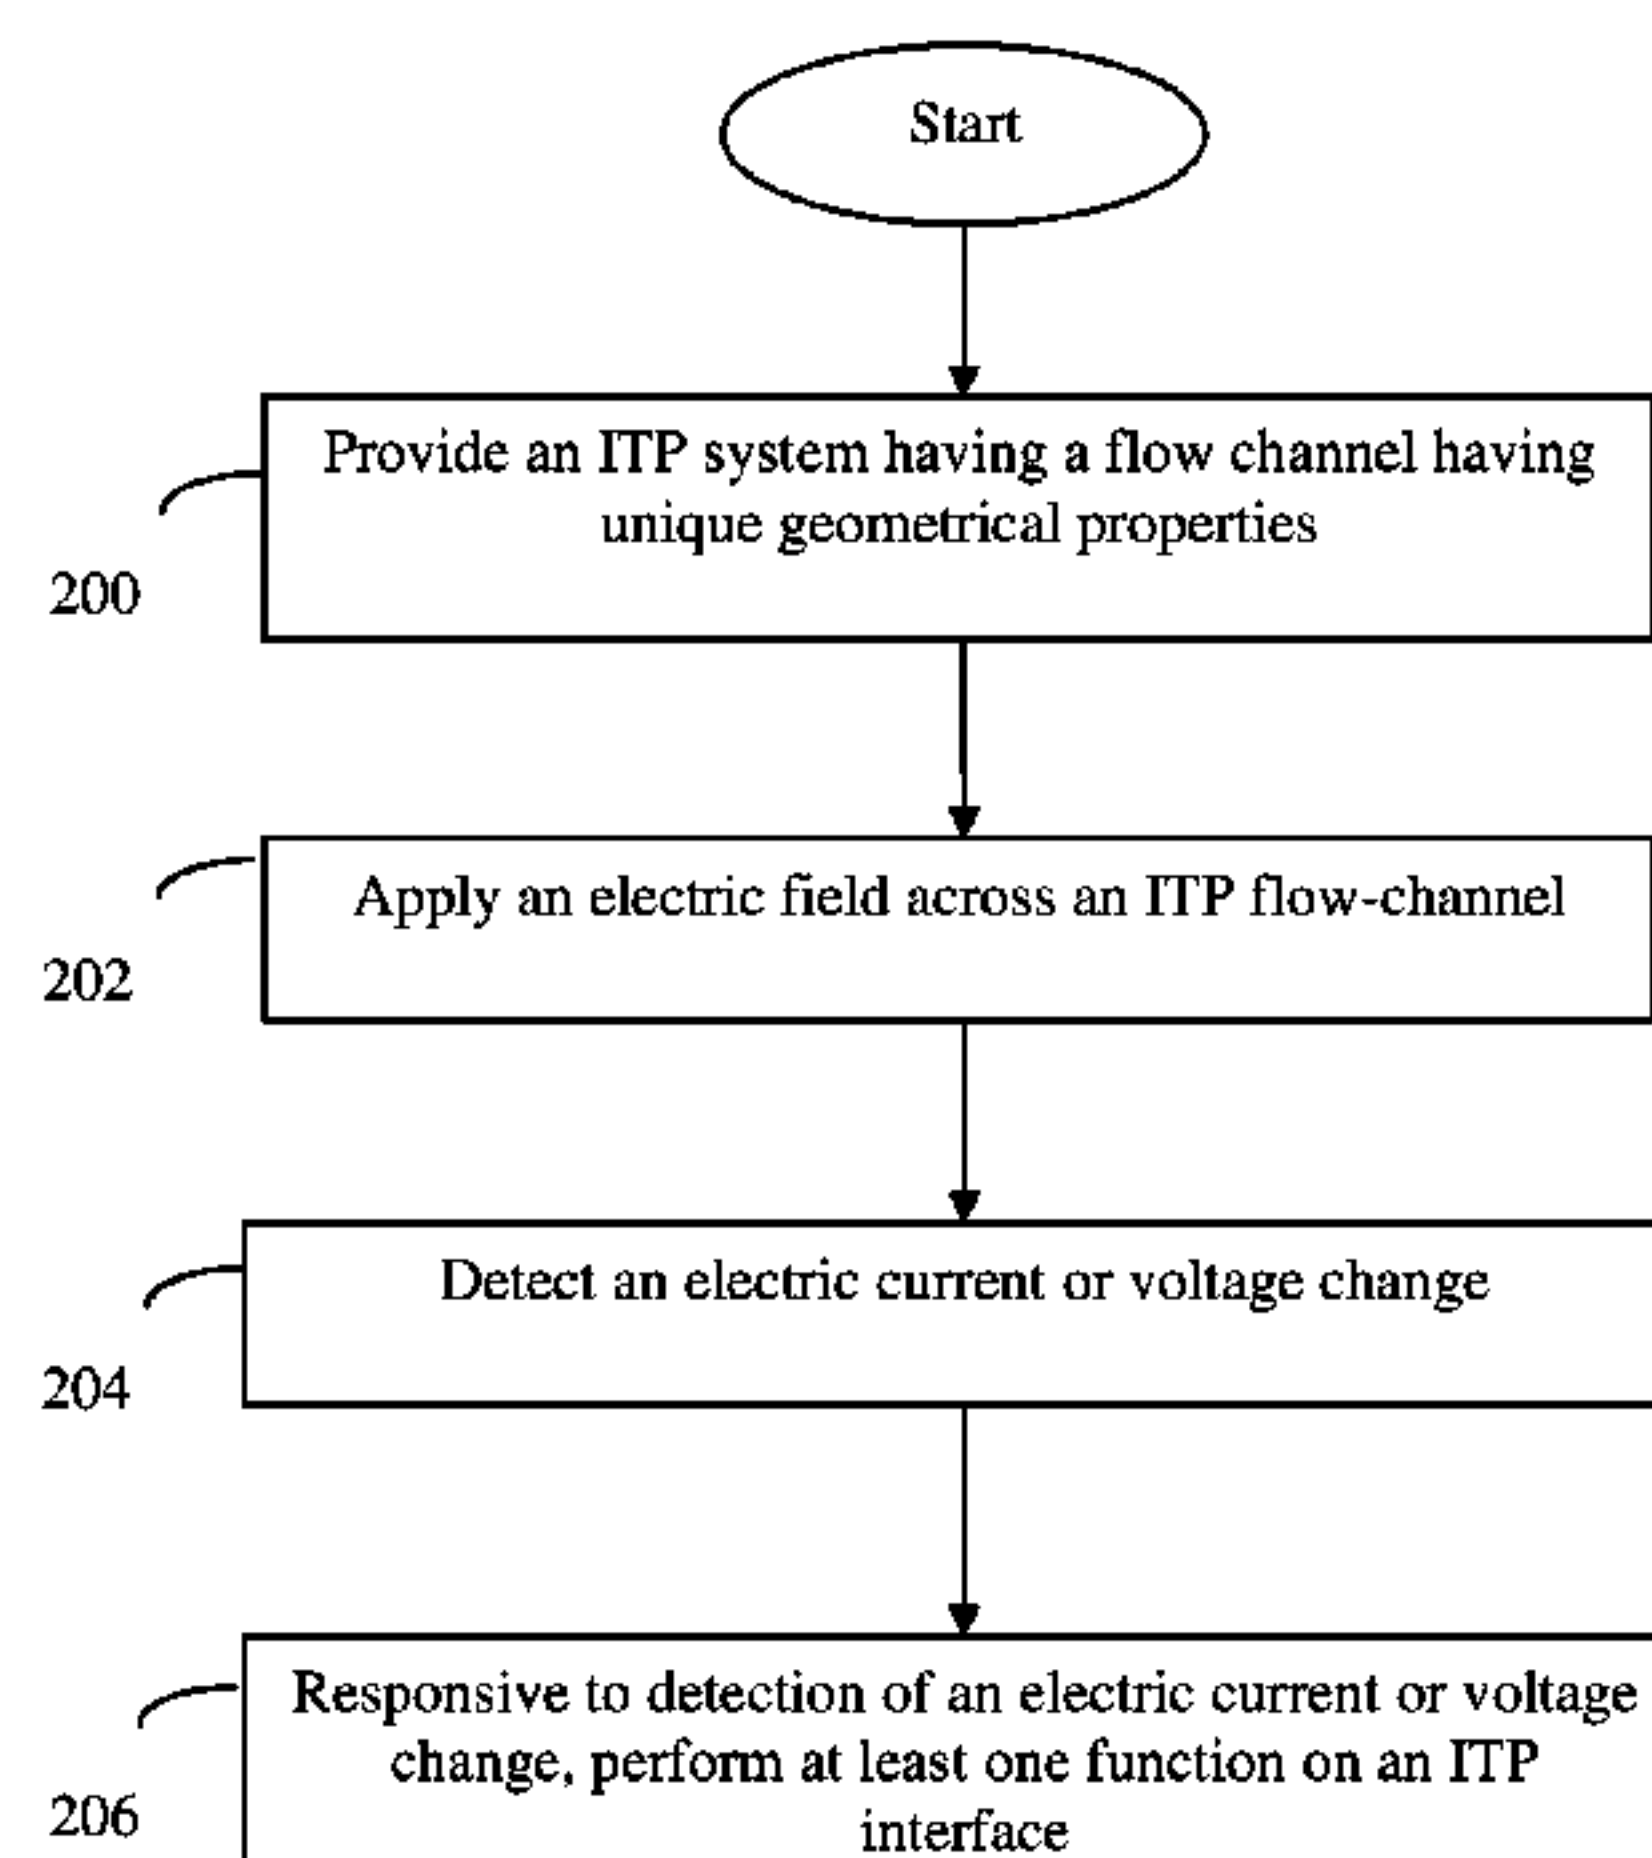 Start
Provide an ITP system having a flow channel having
unique geometrical properties
200
Apply an electric field across an ITP flow-channel
202
Detect an electric current or voltage change
204
Responsive to detection of an electric current or voltage
change, perform at least one function on an ITP
interface
206